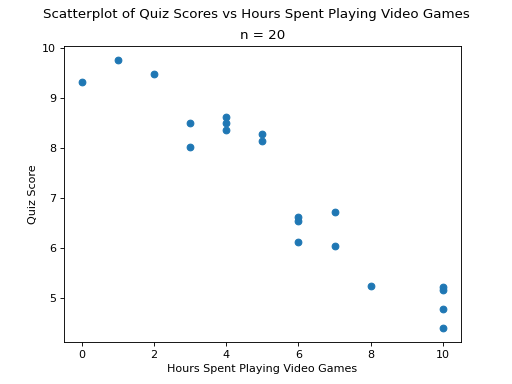 Scatterplot of Quiz Scores vs Hours Spent Playing Video Games
n = 20
10
9
8
7
6
5
Quiz Score
0 2 4 6 8 10
Hours Spent Playing Video Games